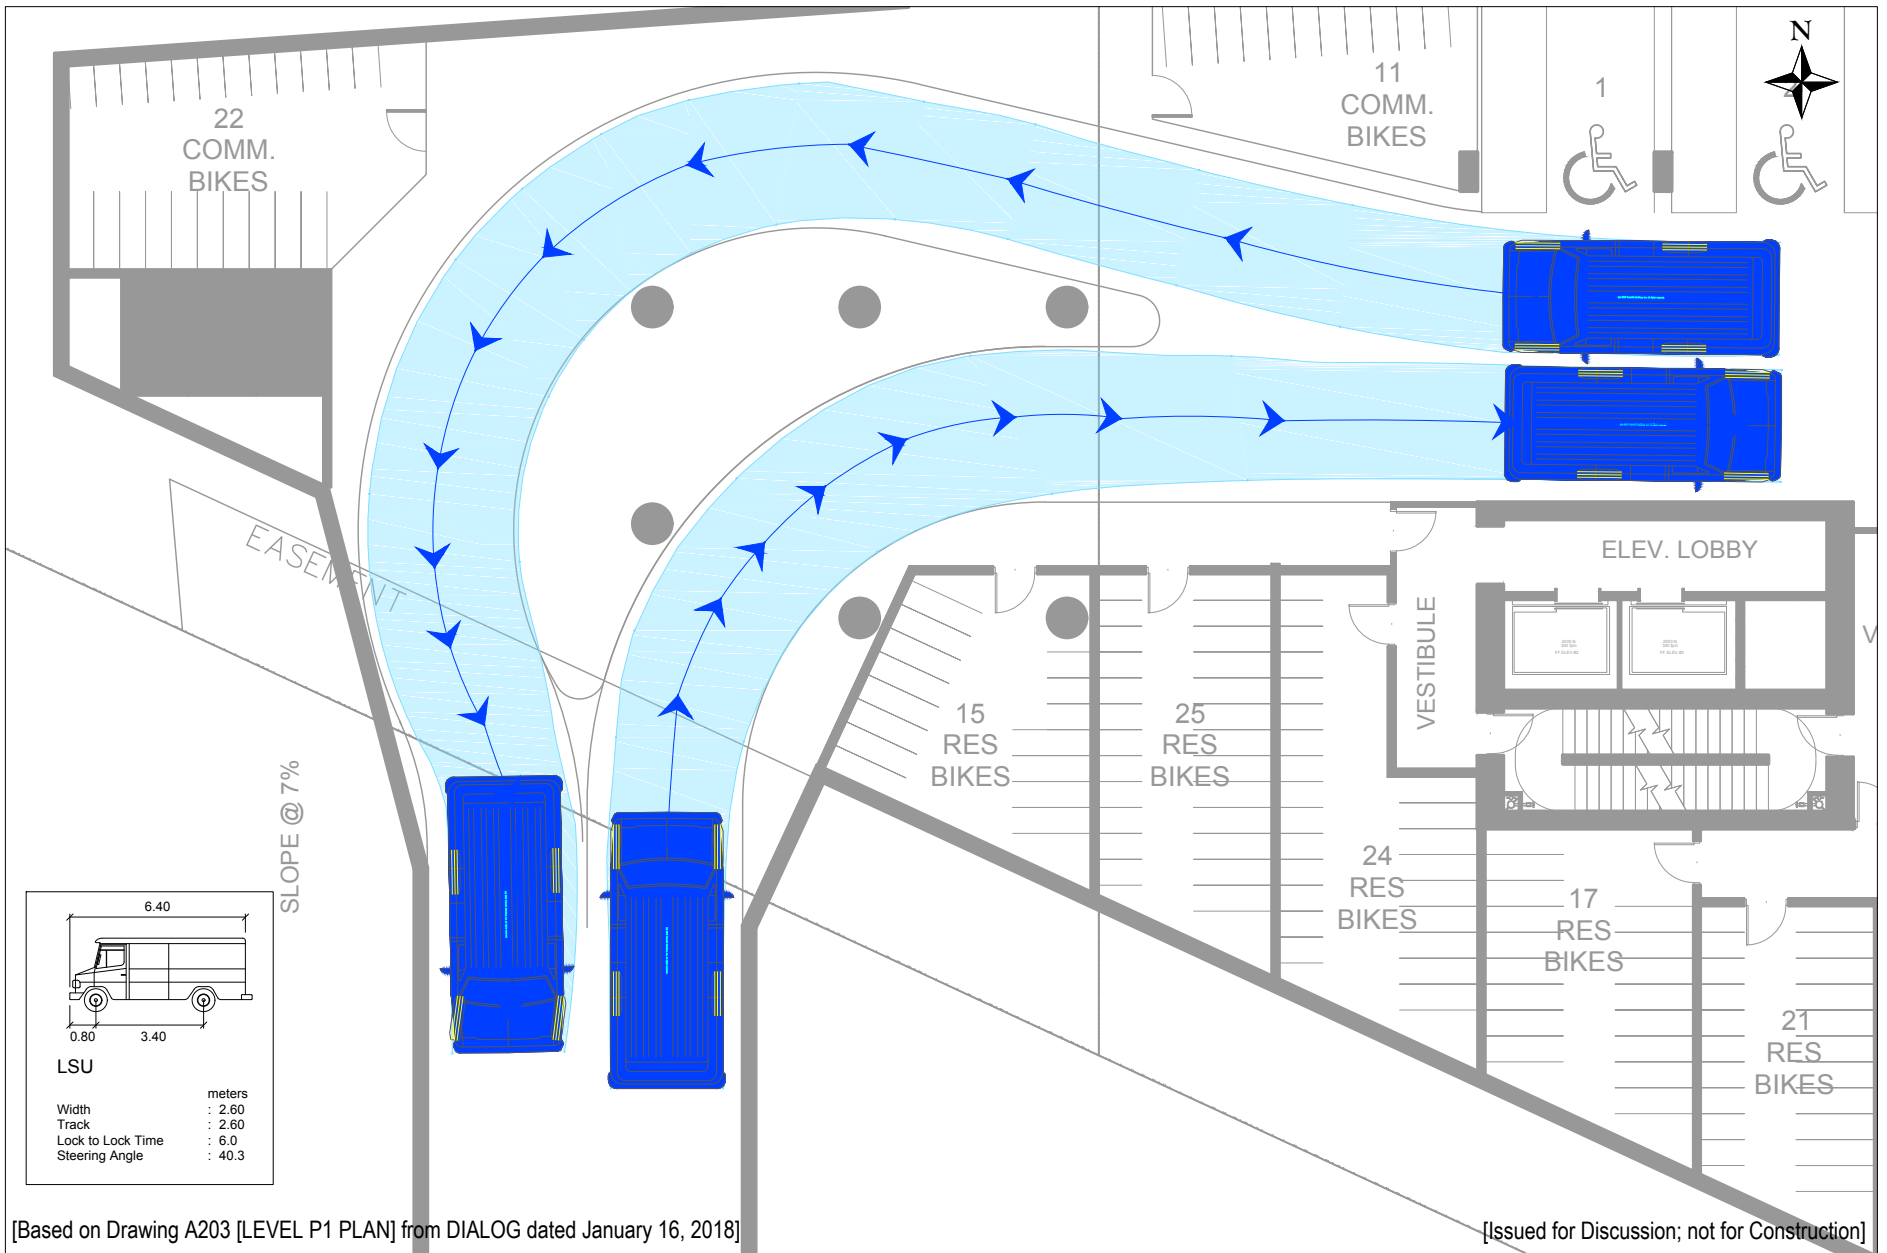 N
22
COMM.
BIKES
11
COMM.
BIKES
1
EASEMENT
ELEV. LOBBY
VESTIBULE
V
15
RES
BIKES
25
RES
BIKES
24
RES
BIKES
17
RES
BIKES
21
RES
BIKES
SLOPE @ 7%
6.40
0.80 3.40
LSU
meters
Width : 2.60
Track : 2.60
Lock to Lock Time : 6.0
Steering Angle : 40.3
[Based on Drawing A203 [LEVEL P1 PLAN] from DIALOG dated January 16, 2018]
[Issued for Discussion; not for Construction]